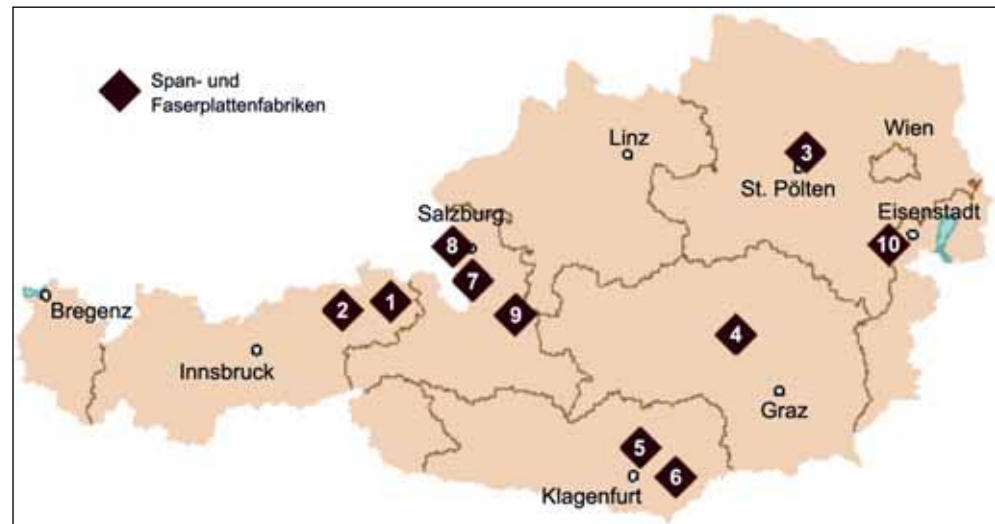 Span- und
Faserplattenfabriken
Linz
Wien
3
St. Pölten
Salzburg
Eisenstadt
8
10
7
Bregenz
2
1
9
4
Innsbruck
Graz
5
6
Klagenfurt